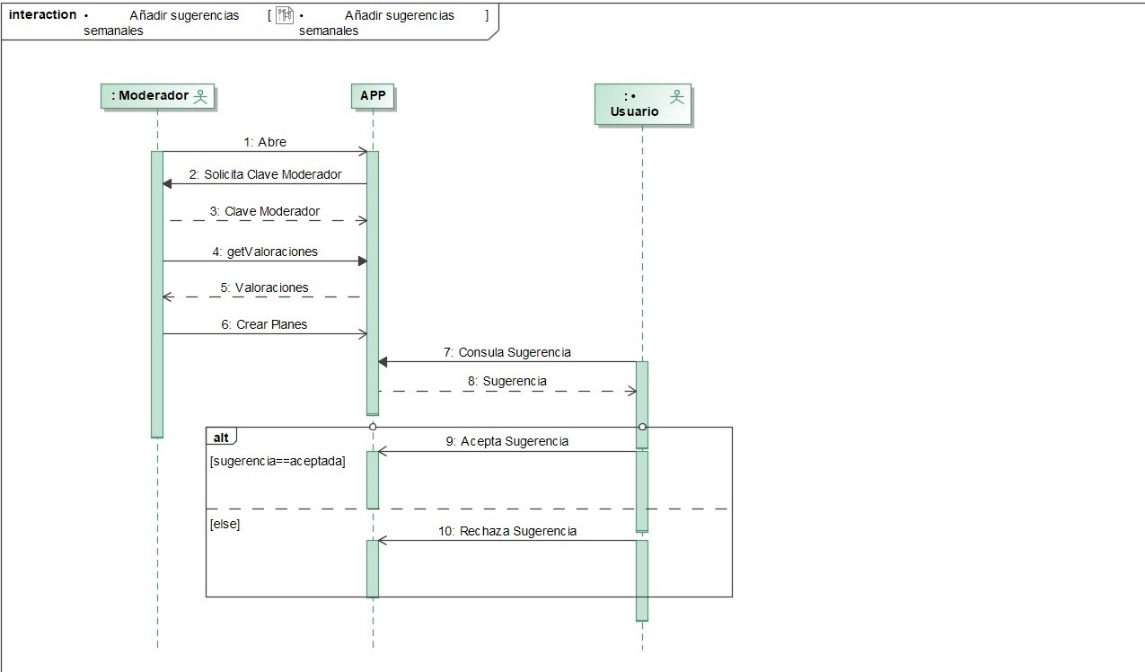 interaction • Añadir sugerencias semanales [ • Añadir sugerencias semanales ]
: Moderador
APP
: •
Usuario
1: Abre
2: Solicita Clave Moderador
3: Clave Moderador
4: getValoraciones
5: Valoraciones
6: Crear Planes
7: Consula Sugerencia
8: Sugerencia
alt
9: Acepta Sugerencia
[sugerencia==aceptada]
[else]
10: Rechaza Sugerencia